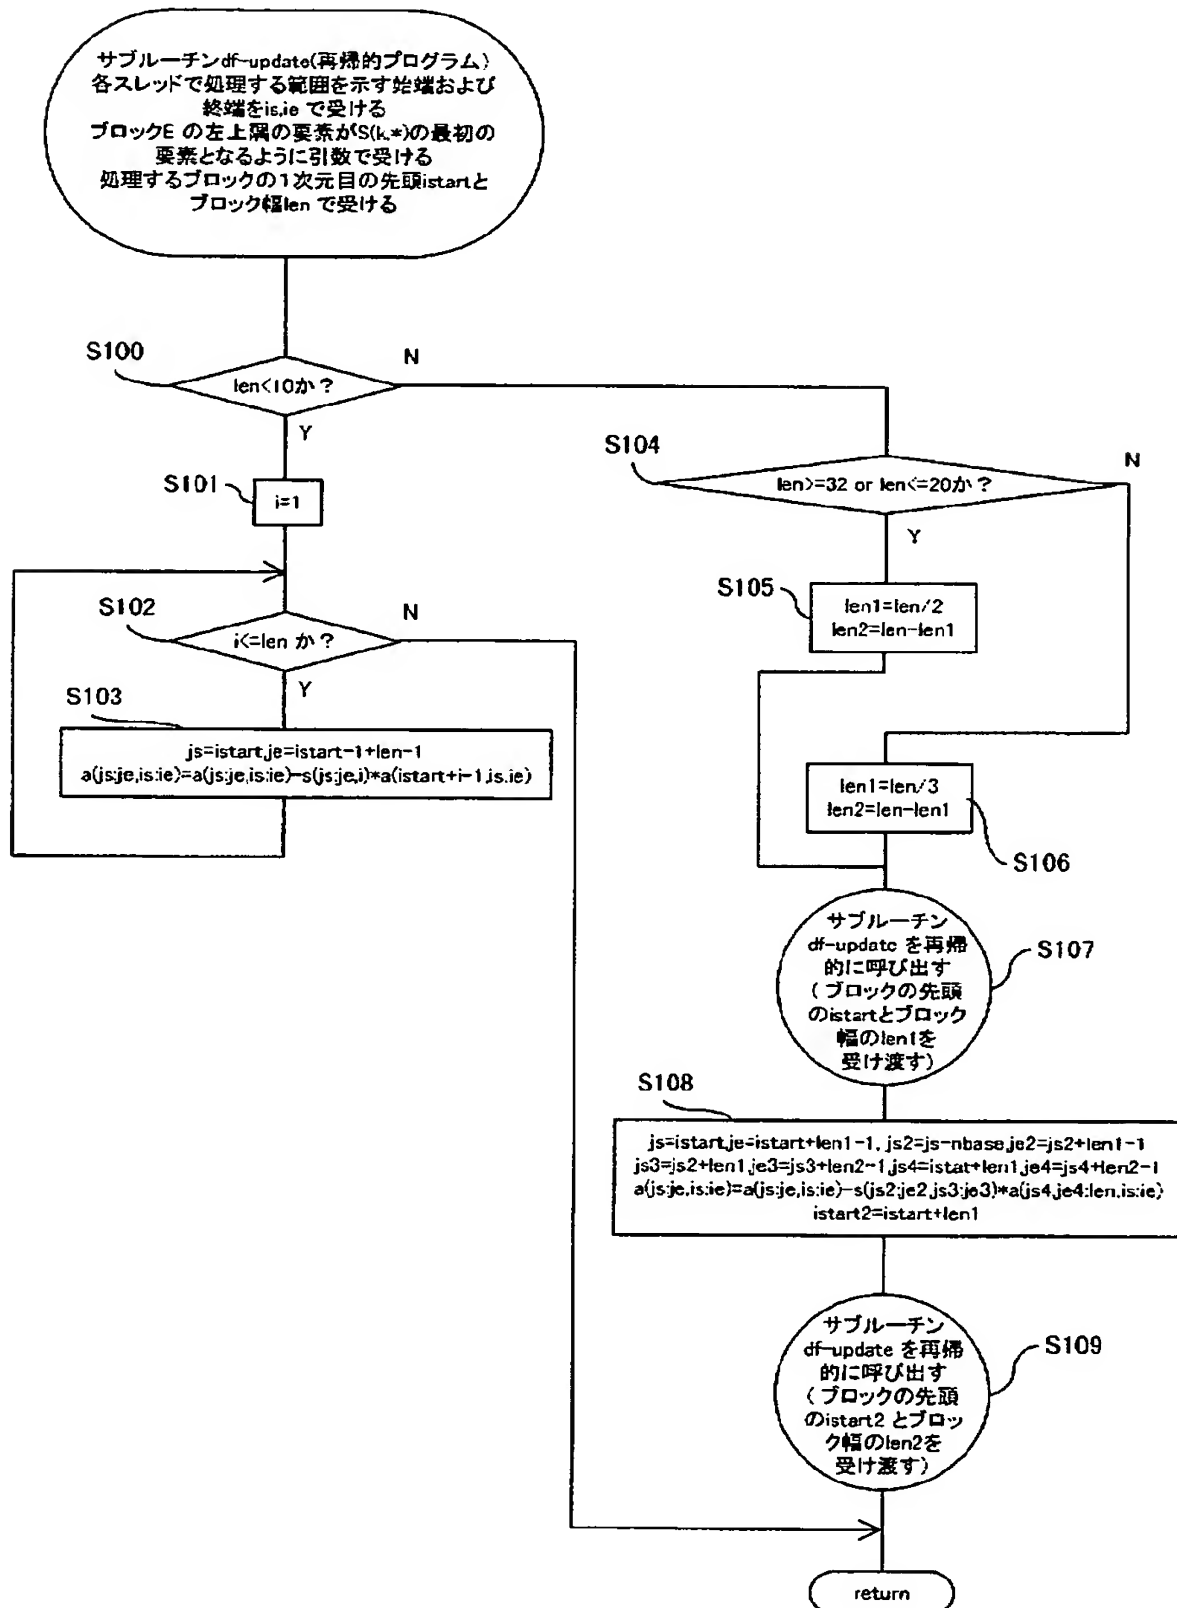 サブルーチンdf-update(再帰的プログラム)
各スレッドで処理する範囲を示す始端および
終端をis,ie で受ける
ブロックE の左上隅の要素がS(k,*)の最初の
要素となるように引数で受ける
処理するブロックの1次元目の先頭istartと
ブロック幅len で受ける
S100
len<10か?
N
Y
S101
i=1
S102
i<=len か?
N
Y
S103
js=istart,je=istart-1+len-1
a(js:je,is:ie)=a(js:je,is:ie)-s(js:je,i)*a(istart+i-1,is.ie)
S104
len>=32 or len<=20か?
N
Y
S105
len1=len/2
len2=len-len1
len1=len/3
len2=len-len1
S106
サブルーチン
df-update を再帰
的に呼び出す
(ブロックの先頭
のistartとブロック
幅のlen1を
受け渡す)
S107
S108
js=istart,je=istart+len1-1, js2=js-nbase,je2=js2+len1-1
js3=js2+len1,je3=js3+len2-1,js4=istat+len1,je4=js4+len2-1
a(js:je,is:ie)=a(js:je,is:ie)-s(js2:je2,js3:je3)*a(js4,je4:len,is:ie)
istart2=istart+len1
サブルーチン
df-update を再帰
的に呼び出す
(ブロックの先頭
のistart2 とブロッ
ク幅のlen2を
受け渡す)
S109
return